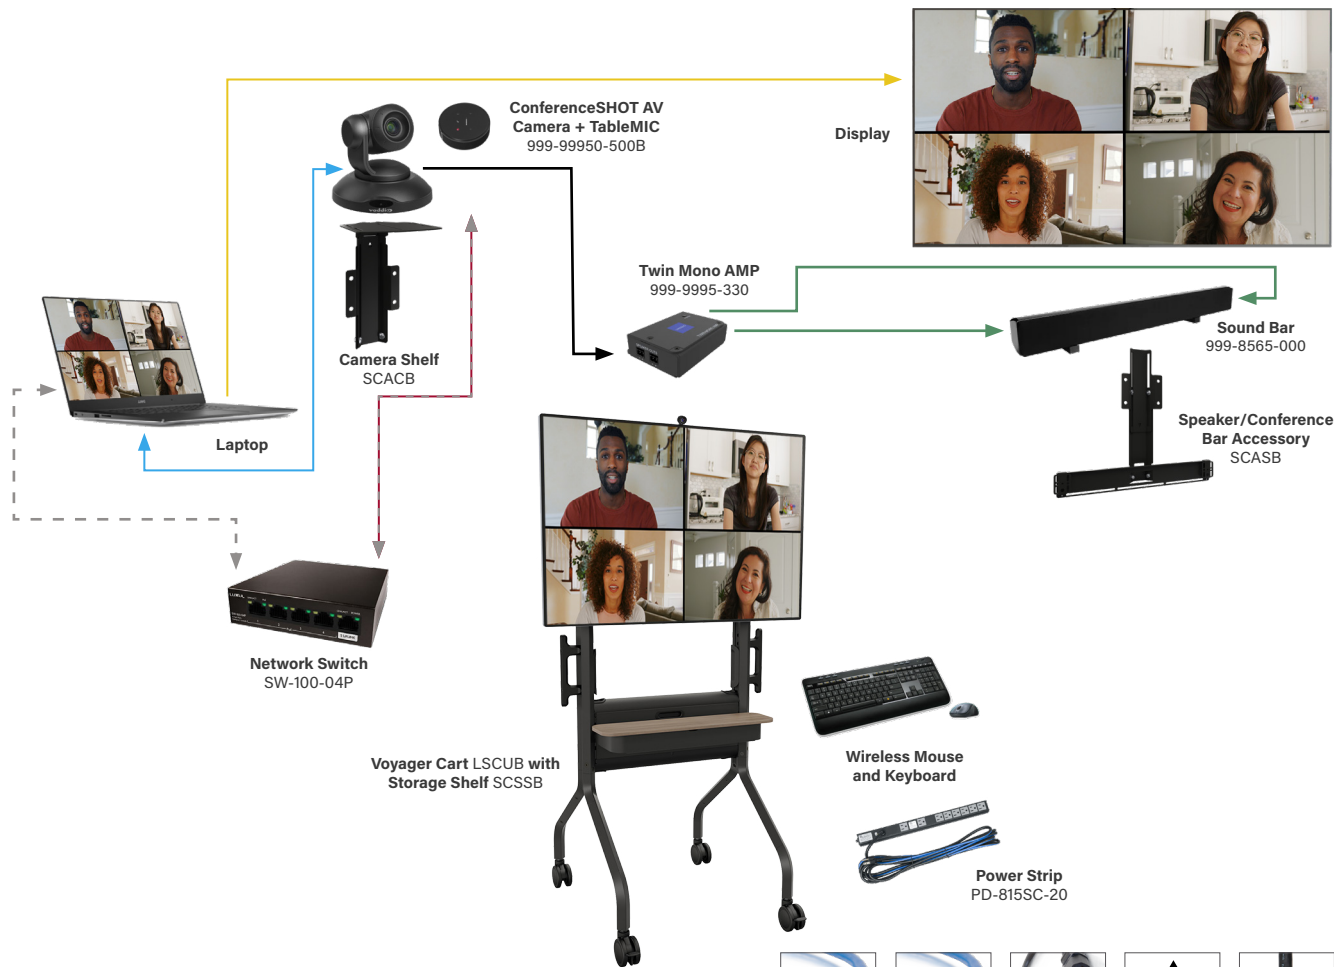 ConferenceSHOT AV
Camera + TableMIC
999-99950-500B
Display
Twin Mono AMP
999-9995-330
Sound Bar
999-8565-000
Camera Shelf
SCACB
Laptop
Speaker/Conference
Bar Accessory
SCASB
Network Switch
SW-100-04P
Voyager Cart LSCUB with
Storage Shelf SCSSB
Wireless Mouse
and Keyboard
Power Strip
PD-815SC-20